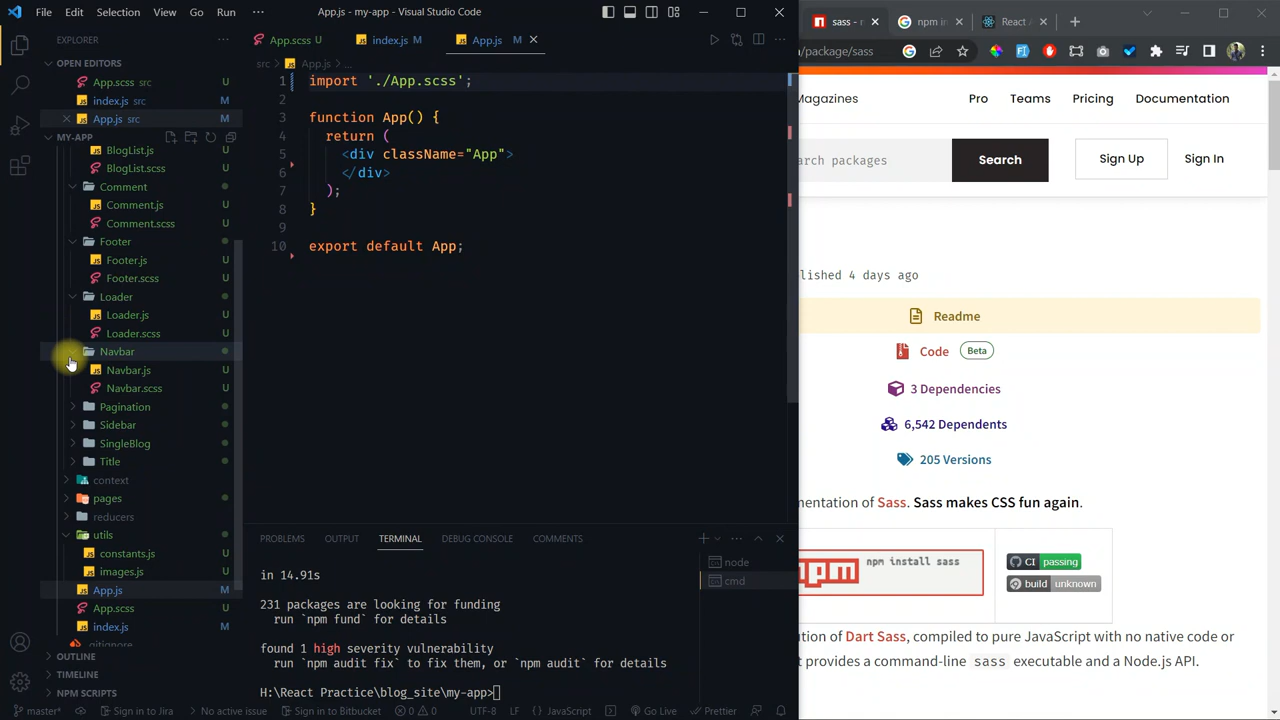 File Edit Selection View Go Run ··· App.js - my-app - Visual Studio Code
EXPLORER
OPEN EDITORS
App.scss src U
index.js src M
App.js src M
MY-APP
BlogList.js U
BlogList.scss U
Comment
Comment.js U
Comment.scss U
Footer
Footer.js U
Footer.scss U
Loader
Loader.js U
Loader.scss U
Navbar
Navbar.js U
Navbar.scss U
Pagination
Sidebar
SingleBlog
Title
context
pages
reducers
utils
constants.js U
images.js U
App.js M
App.scss U
index.js U
.gitignore
OUTLINE
TIMELINE
NPM SCRIPTS
App.scss U index.js M App.js M
src > App.js > ...
1 import './App.scss';
2
3 function App() {
4 return (
5 <div className="App">
6 </div>
7 );
8 }
9
10 export default App;
PROBLEMS OUTPUT TERMINAL DEBUG CONSOLE COMMENTS
node
cmd
in 14.91s
231 packages are looking for funding
run `npm fund` for details
found 1 high severity vulnerability
run `npm audit fix` to fix them, or `npm audit` for details
H:\React Practice\blog_site\my-app>
master* Sign in to Jira No active issue Sign in to Bitbucket 0 0 UTF-8 LF JavaScript Go Live Prettier
sass - n npm in React
/package/sass
Magazines Pro Teams Pricing Documentation
arch packages Search Sign Up Sign In
lished 4 days ago
Readme
Code Beta
3 Dependencies
6,542 Dependents
205 Versions
mentation of Sass. Sass makes CSS fun again.
npm npm install sass
CI passing
build unknown
ution of Dart Sass, compiled to pure JavaScript with no native code or
t provides a command-line sass executable and a Node.js API.